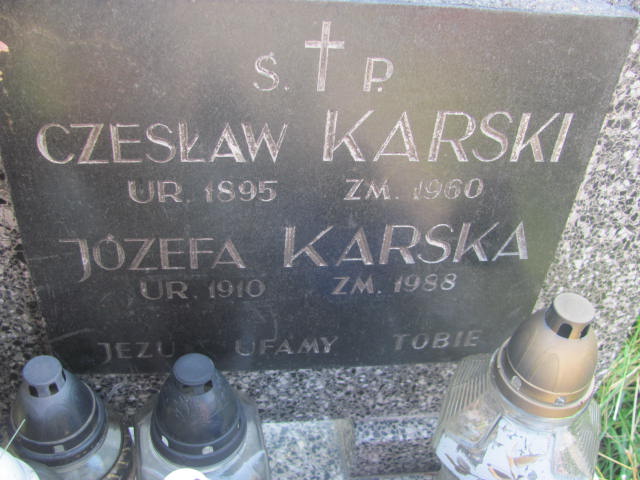 Ś. P.
CZESŁAW KARSKI
UR. 1895 ZM. 1960
JÓZEFA KARSKA
UR. 1910 ZM. 1988
JEZU UFAMY TOBIE